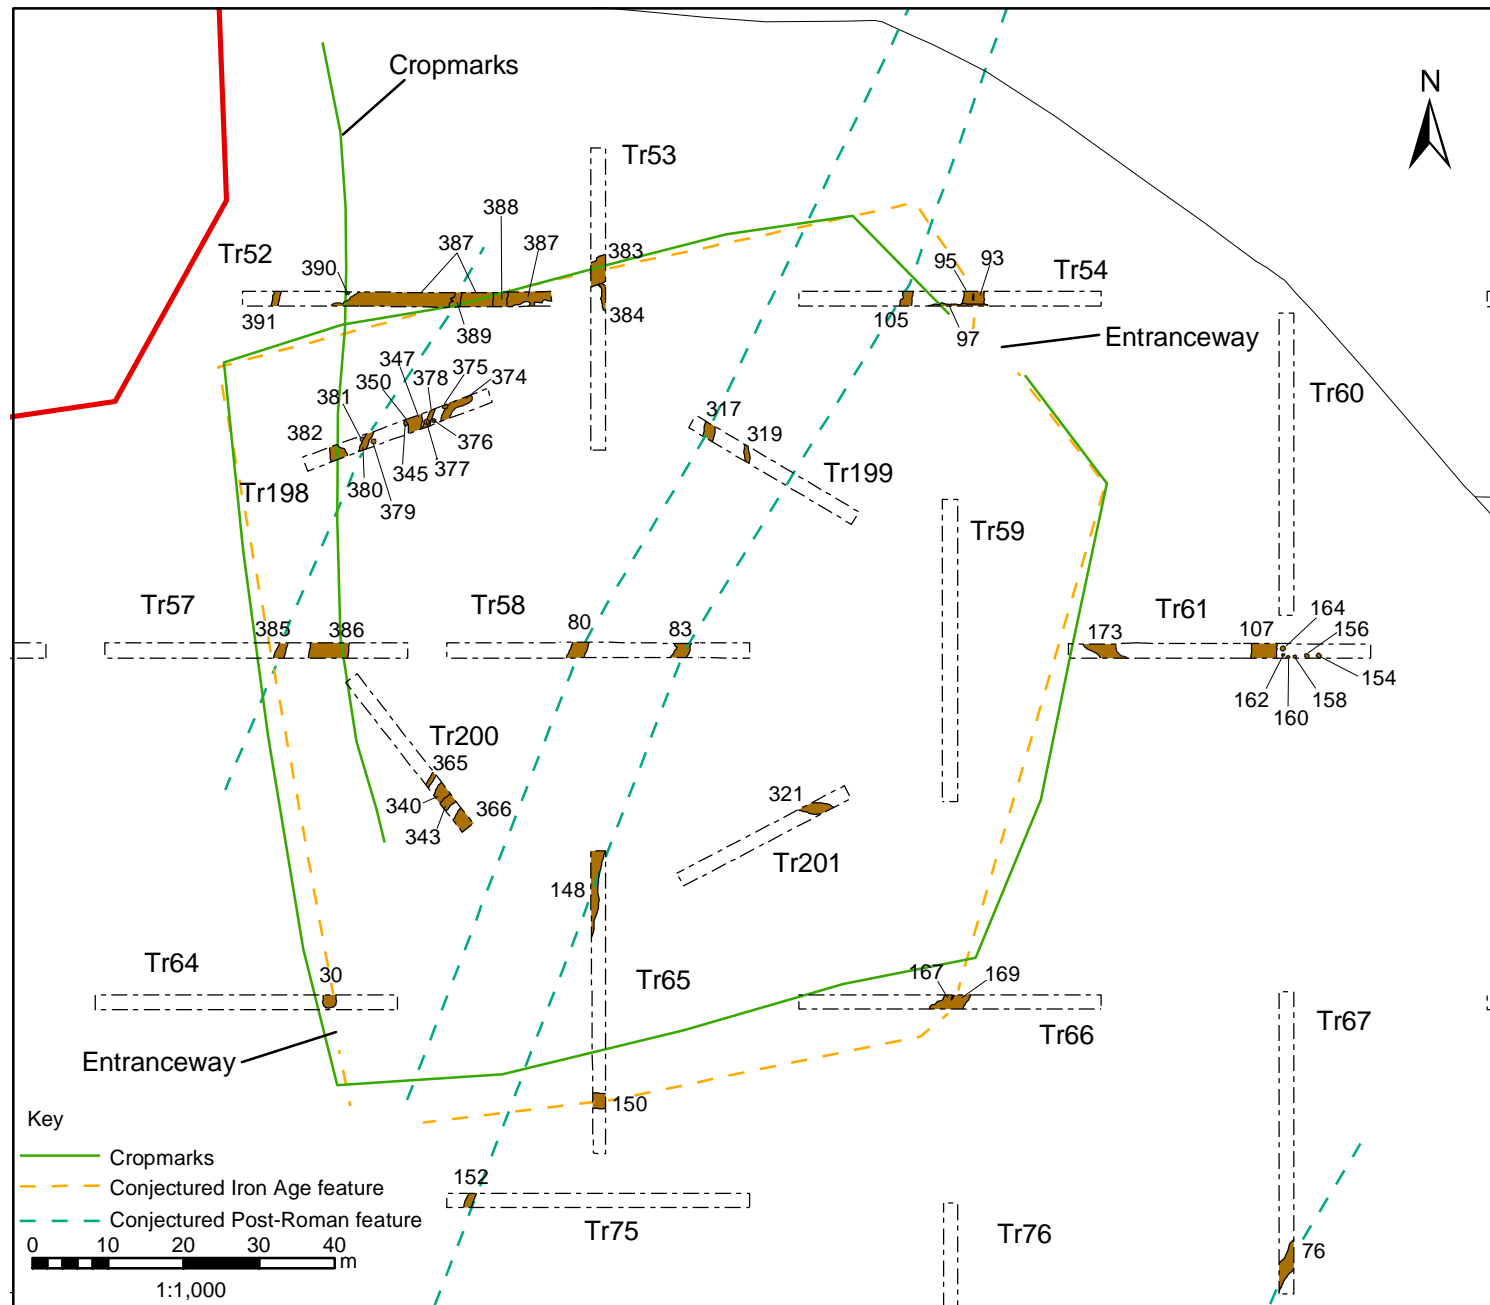 Cropmarks
N
Tr53
388
387
387
383
Tr52
390
95
93
Tr54
391
389
384
105
97
Entranceway
347
378
375
374
350
381
317
Tr60
382
319
376
345
377
Tr198
380
379
Tr199
Tr59
Tr57
385
386
Tr58
80
83
Tr61
173
107
164
156
162
160
158
154
Tr200
365
340
366
343
321
Tr201
148
Tr64
30
Tr65
167
169
Tr66
Tr67
Entranceway
150
Key
Cropmarks
Conjectured Iron Age feature
Conjectured Post-Roman feature
152
Tr75
Tr76
76
0 10 20 30 40 m
1:1,000